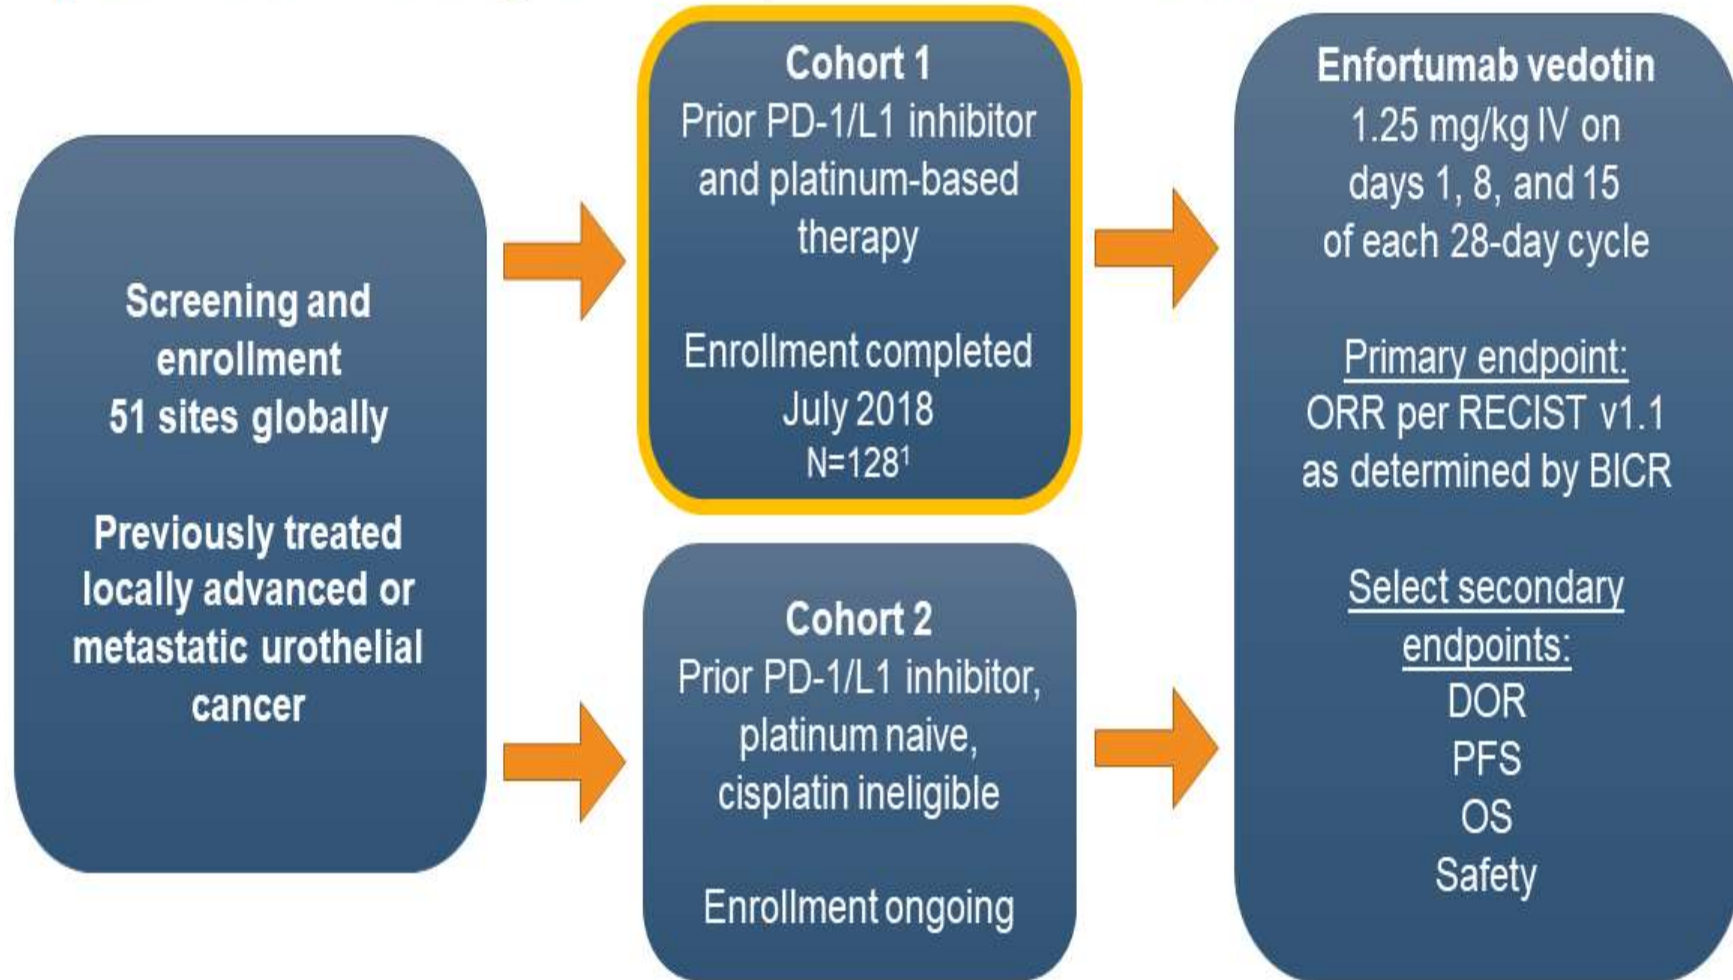 Screening and
enrollment
51 sites globally
Previously treated
locally advanced or
metastatic urothelial
cancer
Cohort 1
Prior PD-1/L1 inhibitor
and platinum-based
therapy
Enrollment completed
July 2018
N=128¹
Cohort 2
Prior PD-1/L1 inhibitor,
platinum naive,
cisplatin ineligible
Enrollment ongoing
Enfortumab vedotin
1.25 mg/kg IV on
days 1, 8, and 15
of each 28-day cycle
Primary endpoint:
ORR per RECIST v1.1
as determined by BICR
Select secondary
endpoints:
DOR
PFS
OS
Safety